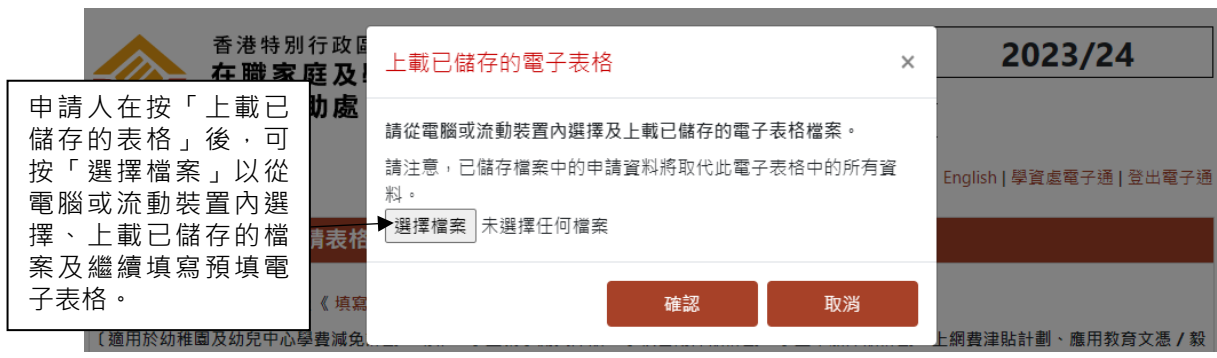 香港特別行政區
在職家庭及
助處
2023/24
English | 學資處電子通 | 登出電子通
上載已儲存的電子表格 ×
請從電腦或流動裝置內選擇及上載已儲存的電子表格檔案。
請注意，已儲存檔案中的申請資料將取代此電子表格中的所有資
料。
選擇檔案 未選擇任何檔案
確認 取消
申請人在按「上載已
儲存的表格」後，可
按「選擇檔案」以從
電腦或流動裝置內選
擇、上載已儲存的檔
案及繼續填寫預填電
子表格。
請表格
《填寫
〔適用於幼稚園及幼兒中心學費減免
上網費津貼計劃、應用教育文憑 / 毅